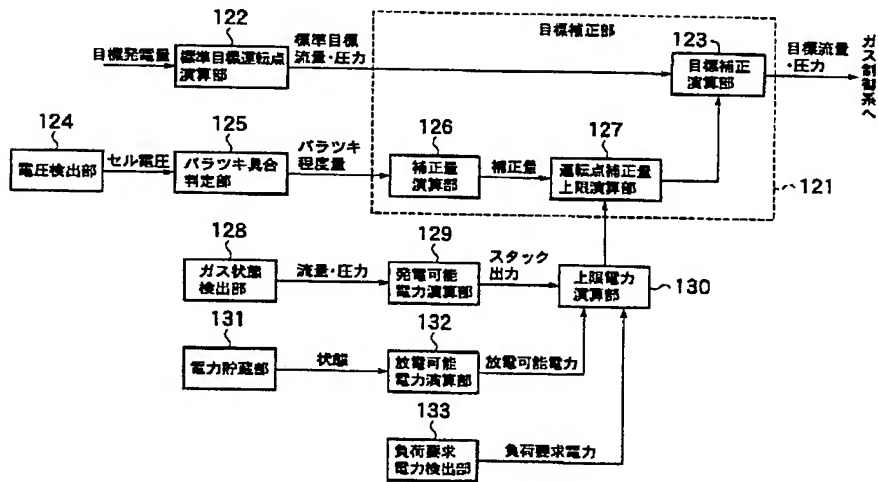 122
目標発電量
標準目標運転点
演算部
標準目標
流量・圧力
目標補正部
123
目標補正
演算部
目標流量
・圧力
ガス制御系へ
124
電圧検出部
セル電圧
125
バラツキ具合
判定部
バラツキ
程度量
126
補正量
演算部
補正量
127
運転点補正量
上限演算部
121
128
ガス状態
検出部
流量・圧力
129
発電可能
電力演算部
スタック
出力
上限電力
演算部
130
131
電力貯蔵部
状態
132
放電可能
電力演算部
放電可能電力
133
負荷要求
電力検出部
負荷要求電力